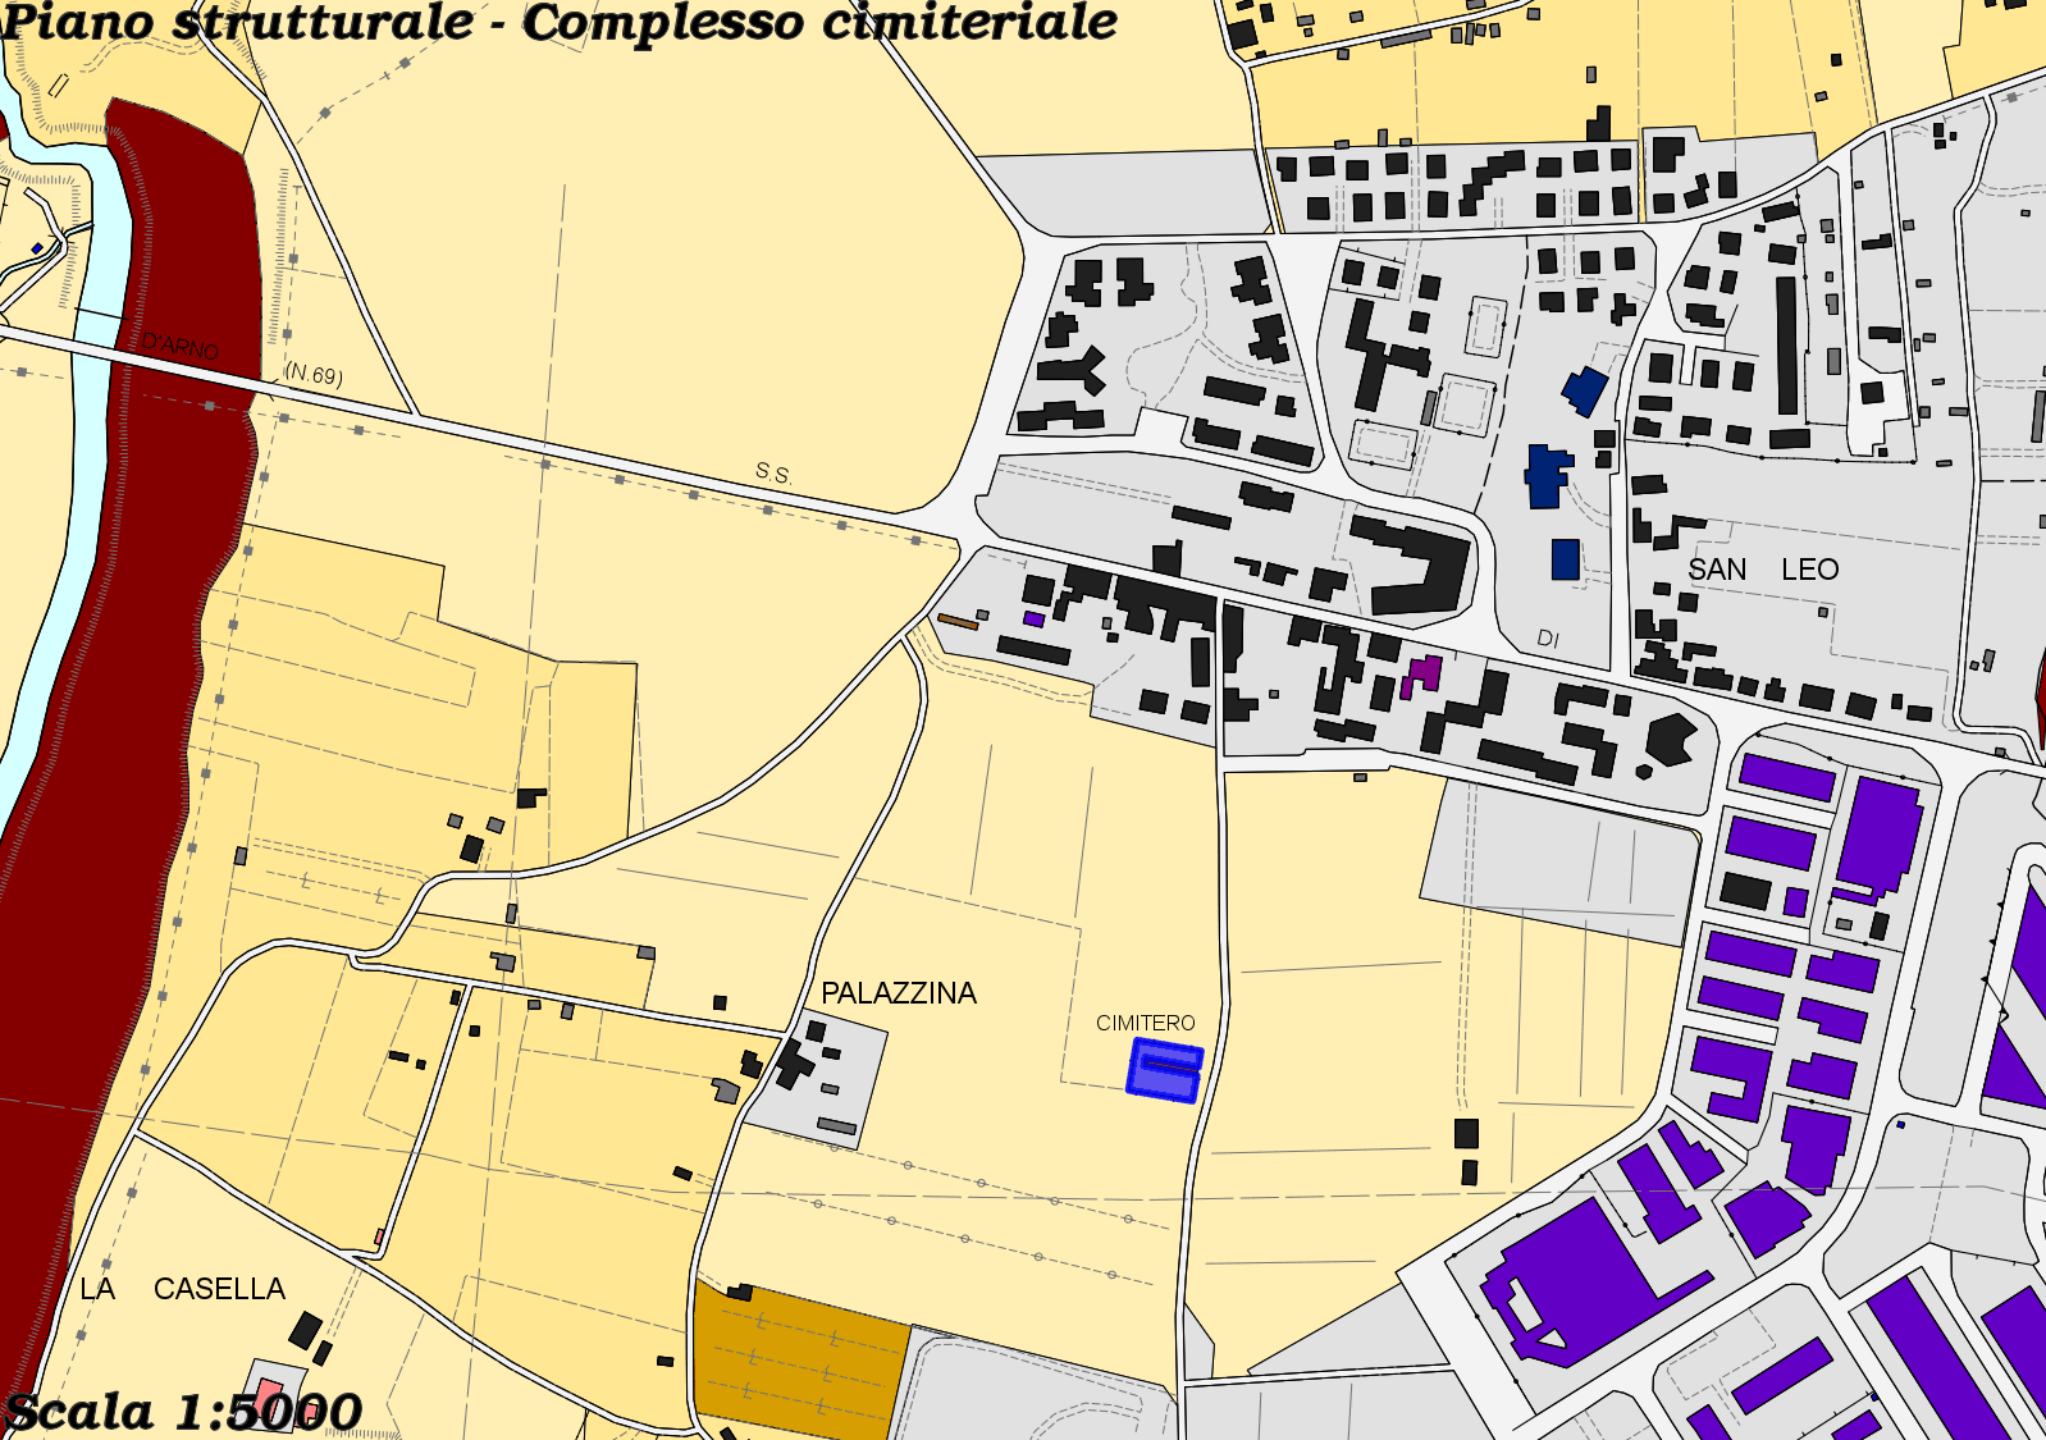 Piano strutturale - Complesso cimiteriale
D'ARNO
(N.69)
S.S.
SAN LEO
DI
PALAZZINA
CIMITERO
LA CASELLA
Scala 1:5000